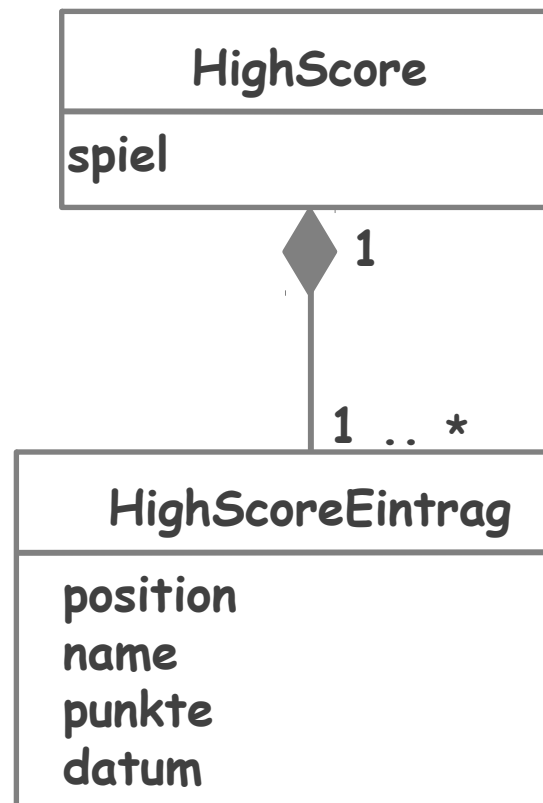 HighScore
spiel
1
1 .. *
HighScoreEintrag
position
name
punkte
datum